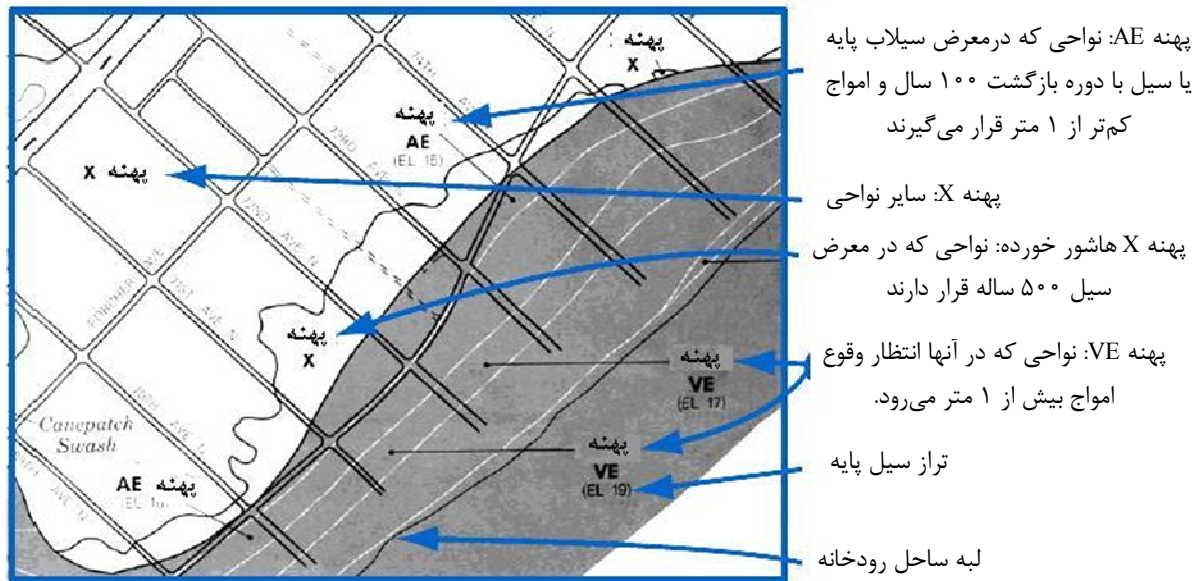 پهنه AE: نواحی که درمعرض سیلاب پایه
یا سیل با دوره بازگشت ۱۰۰ سال و امواج
کم‌تر از ۱ متر قرار می‌گیرند
پهنه X: سایر نواحی
پهنه X هاشور خورده: نواحی که در معرض
سیل ۵۰۰ ساله قرار دارند
پهنه VE: نواحی که در آنها انتظار وقوع
امواج بیش از ۱ متر می‌رود.
تراز سیل پایه
لبه ساحل رودخانه
پهنه
X
پهنه
AE
(EL 15)
پهنه X
72ND AVE N
71ST AVE N
پهنه
X
پهنه
VE
(EL 17)
پهنه
VE
(EL 19)
Canepatch
Swash
پهنه AE